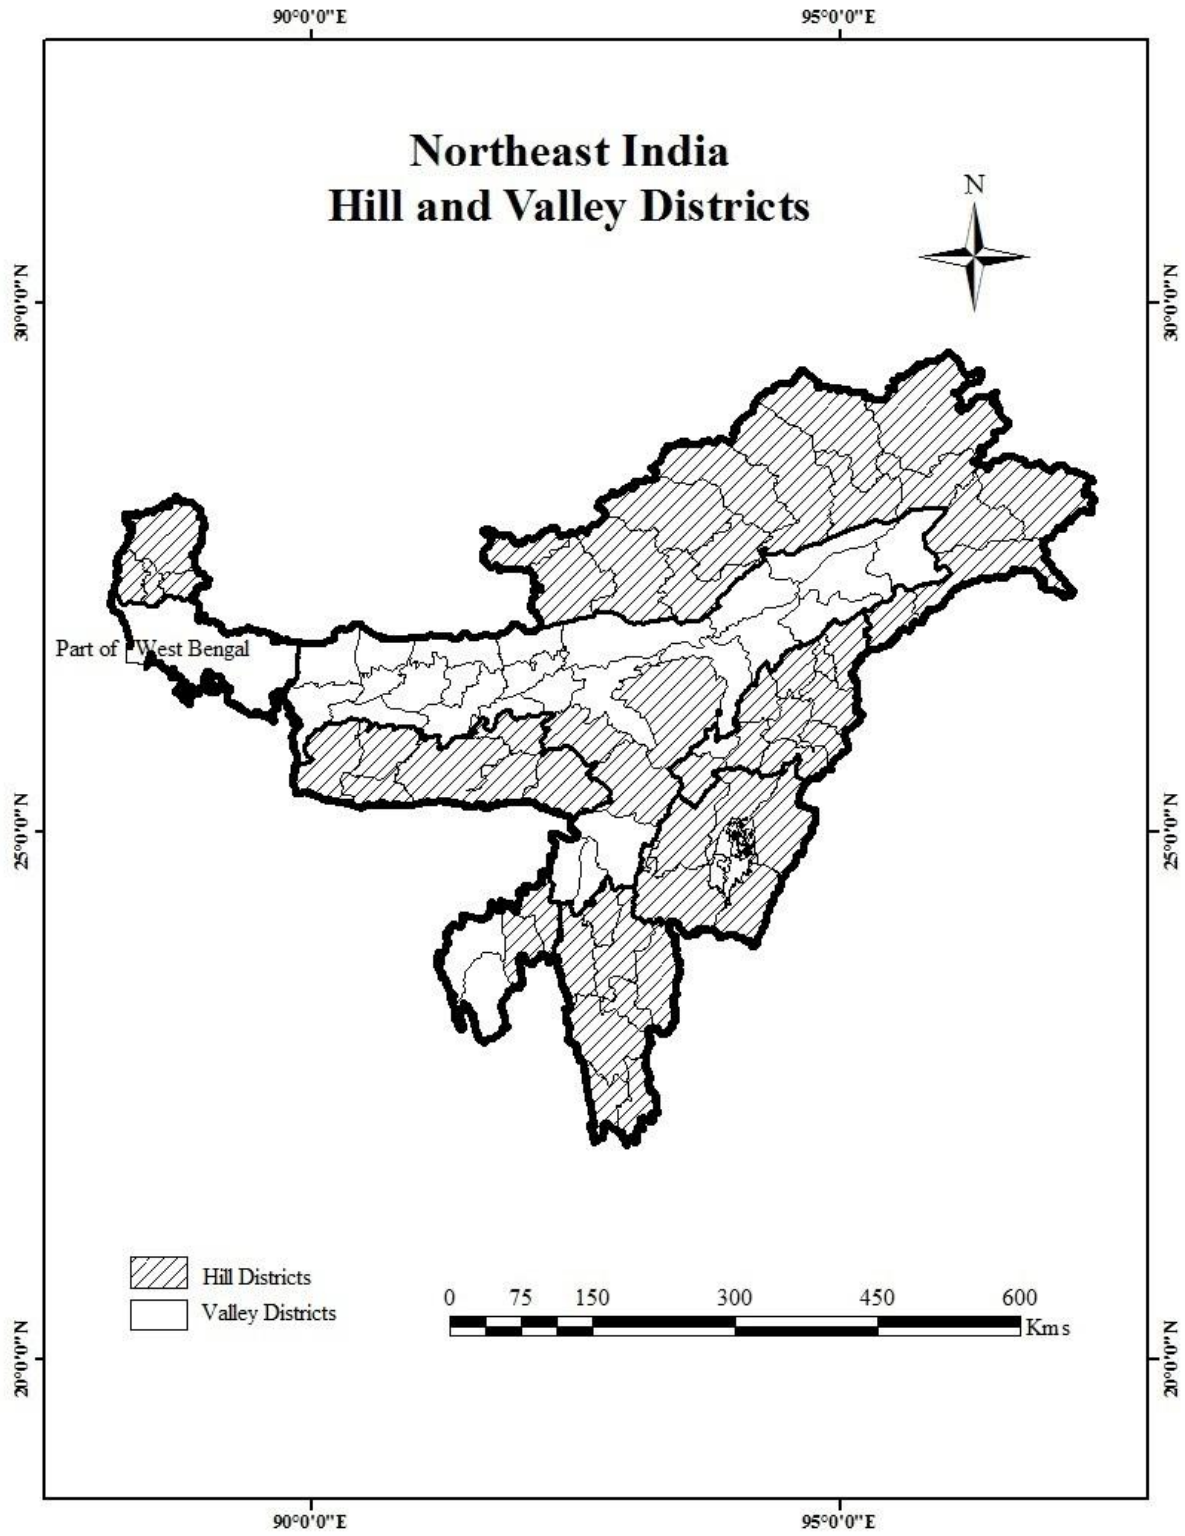 90°0'0"E 95°0'0"E
Northeast India
Hill and Valley Districts
N
30°0'0"N 30°0'0"N
Part of West Bengal
25°0'0"N 25°0'0"N
Hill Districts
Valley Districts
0 75 150 300 450 600
Kms
20°0'0"N 20°0'0"N
90°0'0"E 95°0'0"E